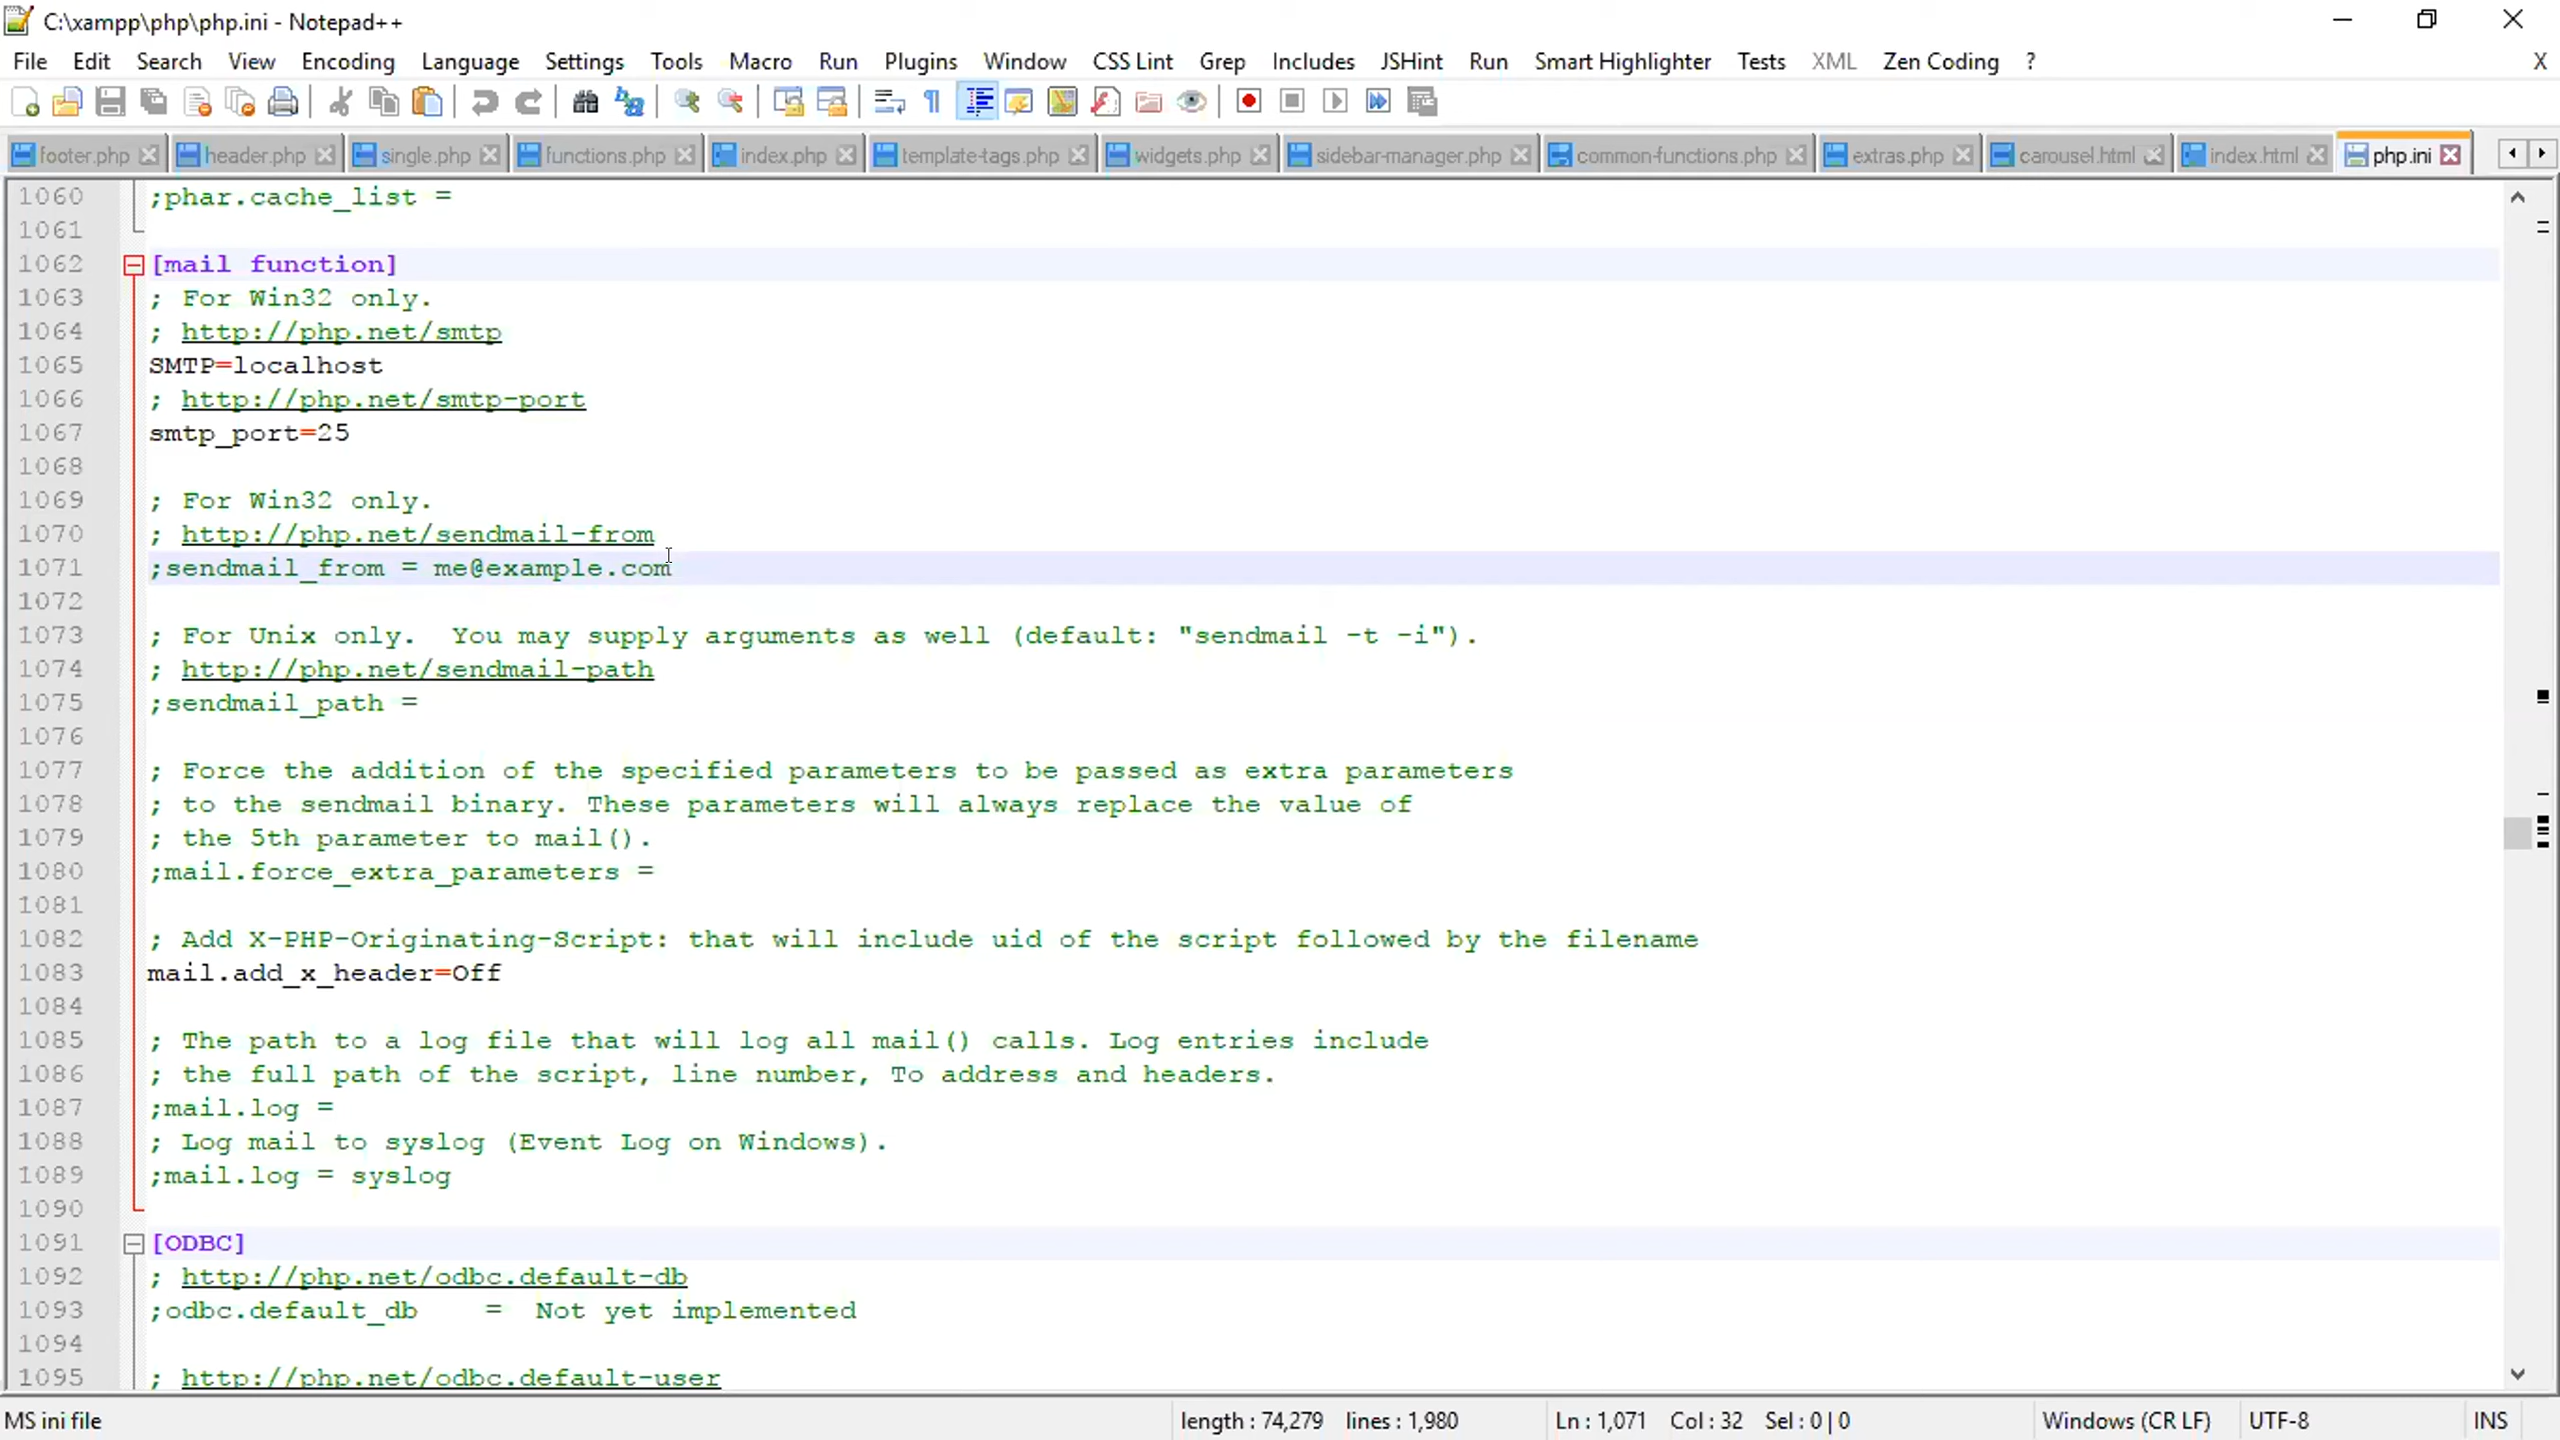 C:\xampp\php\php.ini - Notepad++
File Edit Search View Encoding Language Settings Tools Macro Run Plugins Window CSS Lint Grep Includes JSHint Run Smart Highlighter Tests XML Zen Coding ? X
footer.php header.php single.php functions.php index.php template-tags.php widgets.php sidebar-manager.php common-functions.php extras.php carousel.html index.html php.ini
1060 ;phar.cache_list =
1061
1062 [mail function]
1063 ; For Win32 only.
1064 ; http://php.net/smtp
1065 SMTP=localhost
1066 ; http://php.net/smtp-port
1067 smtp_port=25
1068
1069 ; For Win32 only.
1070 ; http://php.net/sendmail-from
1071 ;sendmail_from = me@example.com
1072
1073 ; For Unix only.  You may supply arguments as well (default: "sendmail -t -i").
1074 ; http://php.net/sendmail-path
1075 ;sendmail_path =
1076
1077 ; Force the addition of the specified parameters to be passed as extra parameters
1078 ; to the sendmail binary. These parameters will always replace the value of
1079 ; the 5th parameter to mail().
1080 ;mail.force_extra_parameters =
1081
1082 ; Add X-PHP-Originating-Script: that will include uid of the script followed by the filename
1083 mail.add_x_header=Off
1084
1085 ; The path to a log file that will log all mail() calls. Log entries include
1086 ; the full path of the script, line number, To address and headers.
1087 ;mail.log =
1088 ; Log mail to syslog (Event Log on Windows).
1089 ;mail.log = syslog
1090
1091 [ODBC]
1092 ; http://php.net/odbc.default-db
1093 ;odbc.default_db    =  Not yet implemented
1094
1095 ; http://php.net/odbc.default-user
MS ini file length : 74,279 lines : 1,980 Ln : 1,071 Col : 32 Sel : 0 | 0 Windows (CR LF) UTF-8 INS